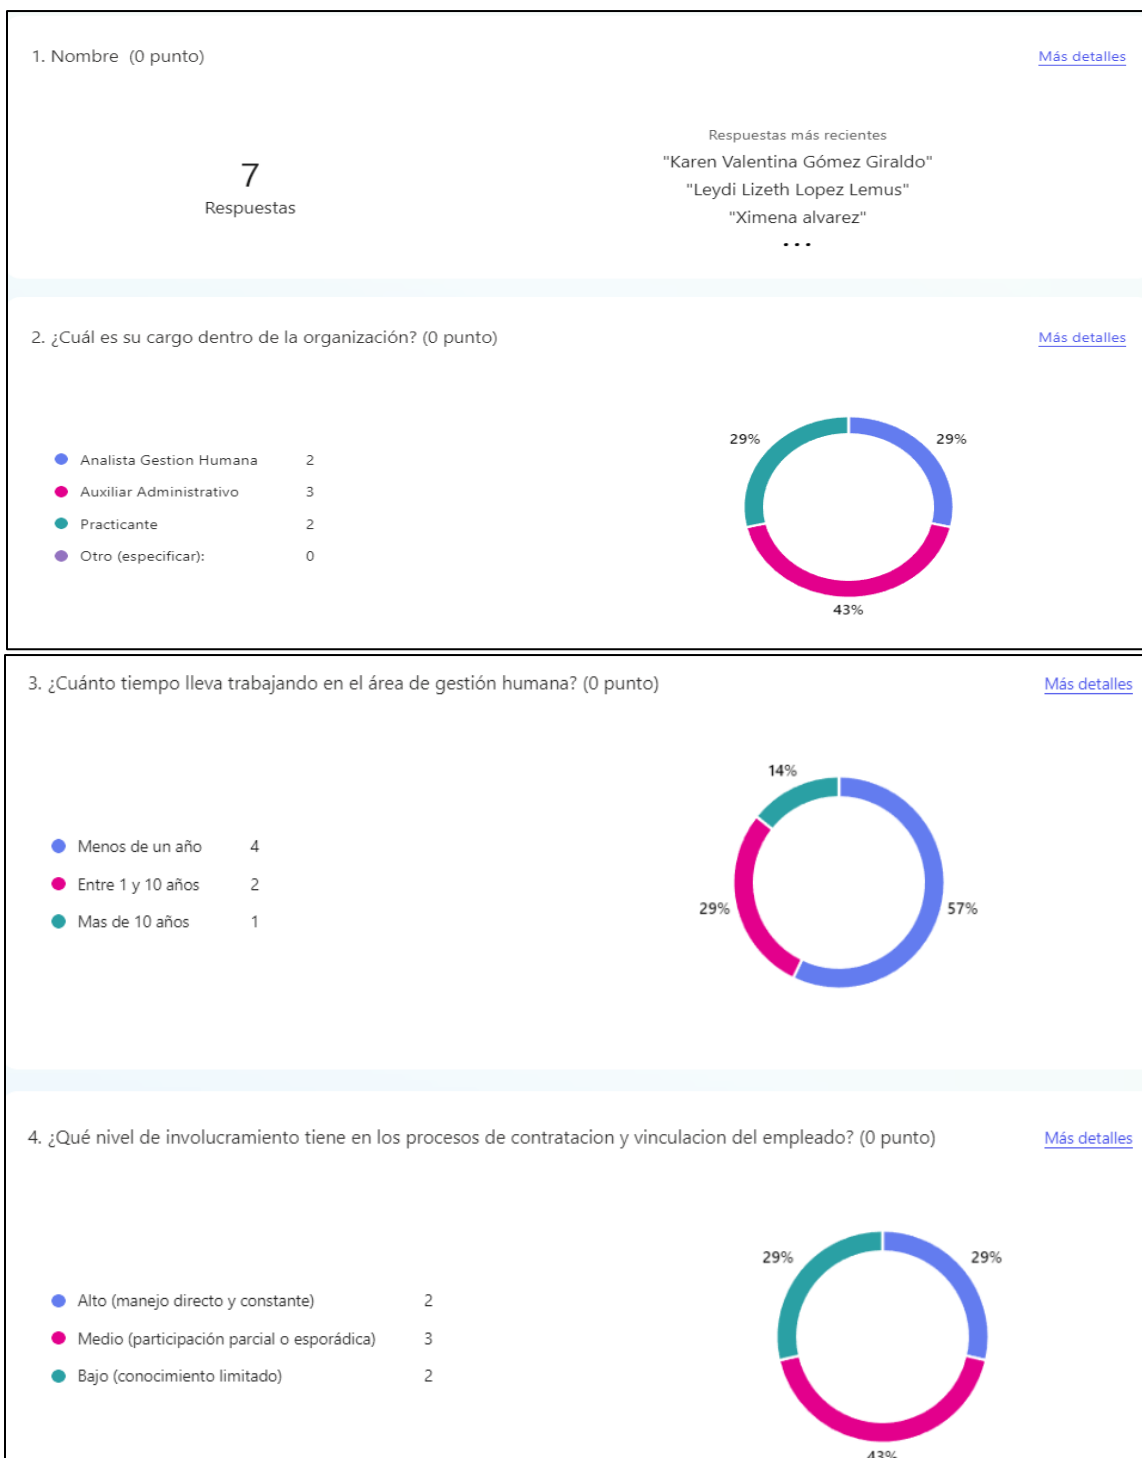 1. Nombre (0 punto)
Más detalles
7
Respuestas
Respuestas más recientes
"Karen Valentina Gómez Giraldo"
"Leydi Lizeth Lopez Lemus"
"Ximena alvarez"
...
2. ¿Cuál es su cargo dentro de la organización? (0 punto)
Más detalles
Analista Gestion Humana 2
Auxiliar Administrativo 3
Practicante 2
Otro (especificar): 0
29%
29%
43%
3. ¿Cuánto tiempo lleva trabajando en el área de gestión humana? (0 punto)
Más detalles
Menos de un año 4
Entre 1 y 10 años 2
Mas de 10 años 1
14%
29%
57%
4. ¿Qué nivel de involucramiento tiene en los procesos de contratacion y vinculacion del empleado? (0 punto)
Más detalles
Alto (manejo directo y constante) 2
Medio (participación parcial o esporádica) 3
Bajo (conocimiento limitado) 2
29%
29%
43%